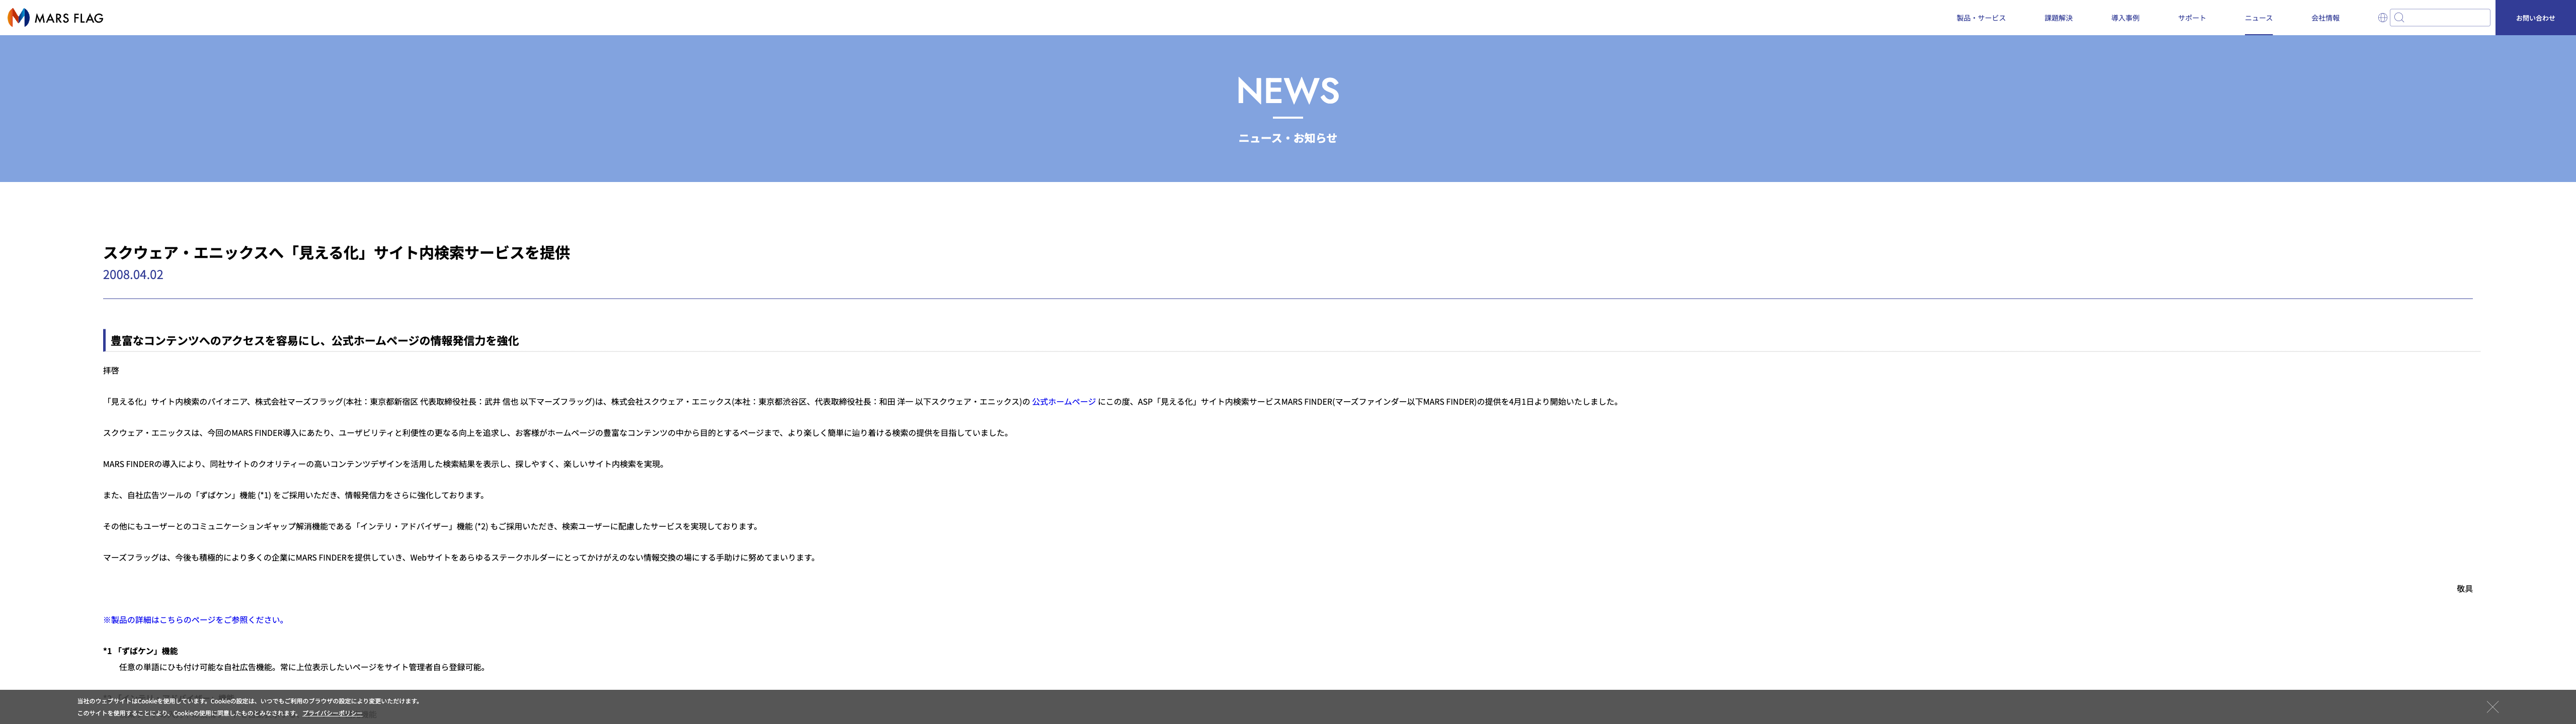 MARS FLAG
製品・サービス
課題解決
導入事例
サポート
ニュース
会社情報
お問い合わせ
NEWS
ニュース・お知らせ
スクウェア・エニックスへ「見える化」サイト内検索サービスを提供
2008.04.02
豊富なコンテンツへのアクセスを容易にし、公式ホームページの情報発信力を強化
拝啓
「見える化」サイト内検索のパイオニア、株式会社マーズフラッグ(本社：東京都新宿区 代表取締役社長：武井 信也 以下マーズフラッグ)は、株式会社スクウェア・エニックス(本社：東京都渋谷区、代表取締役社長：和田 洋一 以下スクウェア・エニックス)の 公式ホームページ にこの度、ASP「見える化」サイト内検索サービスMARS FINDER(マーズファインダー以下MARS FINDER)の提供を4月1日より開始いたしました。
スクウェア・エニックスは、今回のMARS FINDER導入にあたり、ユーザビリティと利便性の更なる向上を追求し、お客様がホームページの豊富なコンテンツの中から目的とするページまで、より楽しく簡単に辿り着ける検索の提供を目指していました。
MARS FINDERの導入により、同社サイトのクオリティーの高いコンテンツデザインを活用した検索結果を表示し、探しやすく、楽しいサイト内検索を実現。
また、自社広告ツールの「ずばケン」機能 (*1) をご採用いただき、情報発信力をさらに強化しております。
その他にもユーザーとのコミュニケーションギャップ解消機能である「インテリ・アドバイザー」機能 (*2) もご採用いただき、検索ユーザーに配慮したサービスを実現しております。
マーズフラッグは、今後も積極的により多くの企業にMARS FINDERを提供していき、Webサイトをあらゆるステークホルダーにとってかけがえのない情報交換の場にする手助けに努めてまいります。
敬具
※製品の詳細はこちらのページをご参照ください。
*1 「ずばケン」機能
任意の単語にひも付け可能な自社広告機能。常に上位表示したいページをサイト管理者自ら登録可能。
当社のウェブサイトはCookieを使用しています。Cookieの設定は、いつでもご利用のブラウザの設定により変更いただけます。
このサイトを使用することにより、Cookieの使用に同意したものとみなされます。 プライバシーポリシー